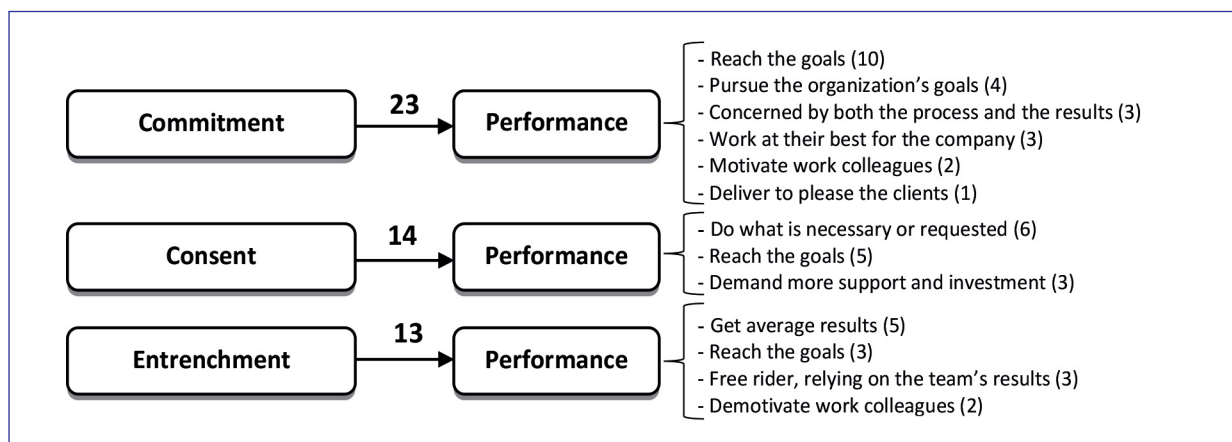 Commitment
23
Performance
- Reach the goals (10)
- Pursue the organization’s goals (4)
- Concerned by both the process and the results (3)
- Work at their best for the company (3)
- Motivate work colleagues (2)
- Deliver to please the clients (1)
Consent
14
Performance
- Do what is necessary or requested (6)
- Reach the goals (5)
- Demand more support and investment (3)
Entrenchment
13
Performance
- Get average results (5)
- Reach the goals (3)
- Free rider, relying on the team’s results (3)
- Demotivate work colleagues (2)